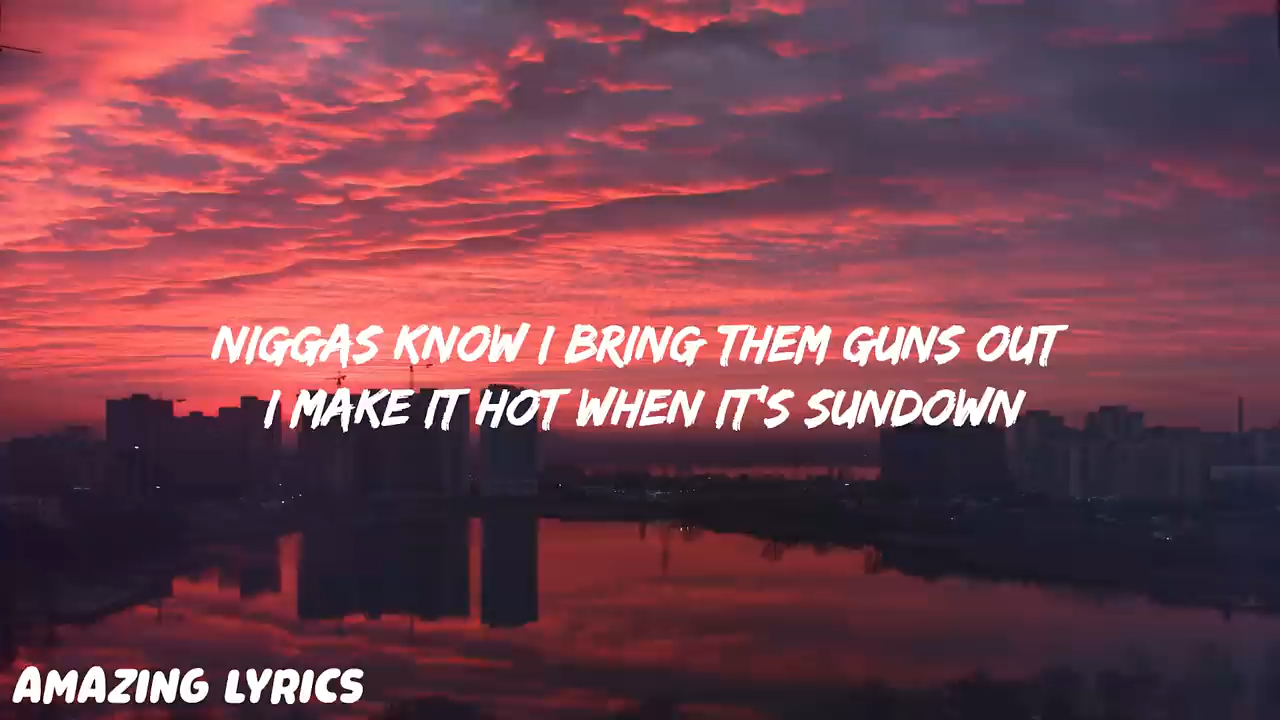 NIGGAS KNOW I BRING THEM GUNS OUT
I MAKE IT HOT WHEN IT'S SUNDOWN
AMAZING LYRICS